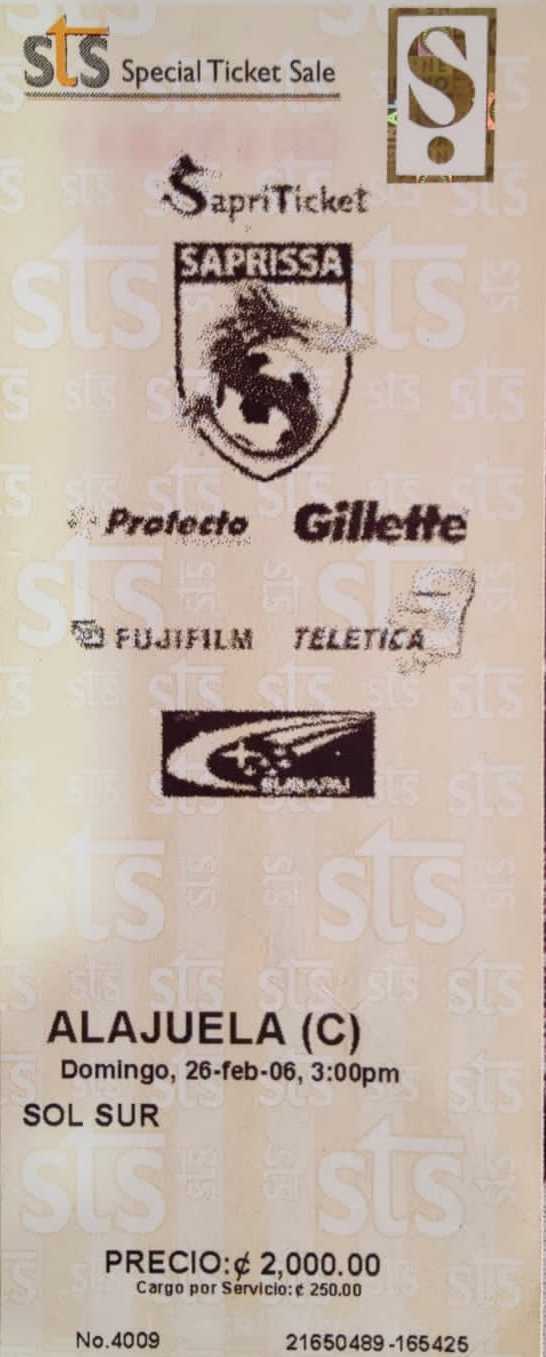 sts Special Ticket Sale
S
SapriTicket
SAPRISSA
Protecto Gillette
FUJIFILM TELETICA
SUBARU
ALAJUELA (C)
Domingo, 26-feb-06, 3:00pm
SOL SUR
PRECIO:¢ 2,000.00
Cargo por Servicio:¢ 250.00
No.4009 21650489-165425